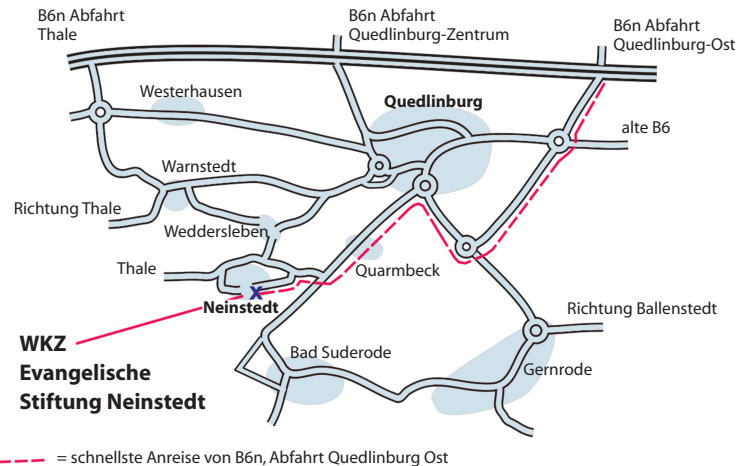 B6n Abfahrt
Thale
B6n Abfahrt
Quedlinburg-Zentrum
B6n Abfahrt
Quedlinburg-Ost
Westerhausen
Quedlinburg
alte B6
Warnstedt
Richtung Thale
Weddersleben
Thale
Quarmbeck
X
Neinstedt
Richtung Ballenstedt
WKZ
Evangelische
Stiftung Neinstedt
Bad Suderode
Gernrode
= schnellste Anreise von B6n, Abfahrt Quedlinburg Ost